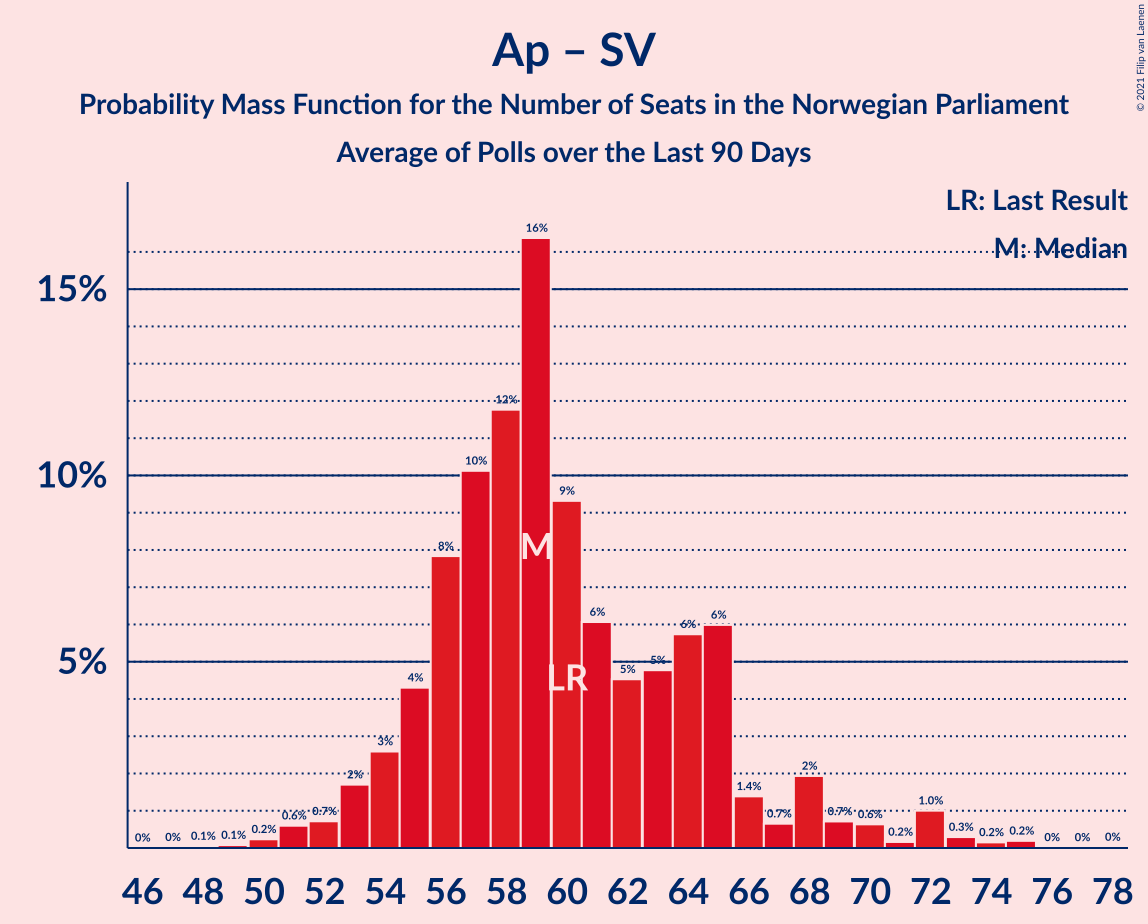 Ap – SV
Probability Mass Function for the Number of Seats in the Norwegian Parliament
Average of Polls over the Last 90 Days
© 2021 Filip van Laenen
LR: Last Result
M: Median
15%
10%
5%
0% 0% 0.1% 0.1% 0.2% 0.6% 0.7% 2% 3% 4% 8% 10% 12% 16% 9% 6% 5% 5% 6% 6% 1.4% 0.7% 2% 0.7% 0.6% 0.2% 1.0% 0.3% 0.2% 0.2% 0% 0% 0%
M
LR
46 48 50 52 54 56 58 60 62 64 66 68 70 72 74 76 78